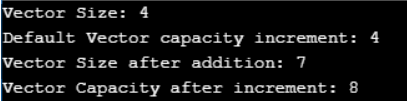 Vector Size: 4
Default Vector capacity increment: 4
Vector Size after addition: 7
Vector Capacity after increment: 8